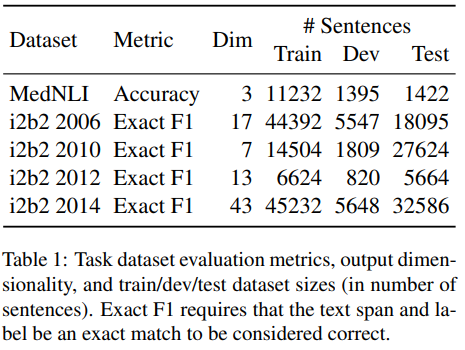 Dataset Metric Dim # Sentences
Train Dev Test
MedNLI Accuracy 3 11232 1395 1422
i2b2 2006 Exact F1 17 44392 5547 18095
i2b2 2010 Exact F1 7 14504 1809 27624
i2b2 2012 Exact F1 13 6624 820 5664
i2b2 2014 Exact F1 43 45232 5648 32586
Table 1: Task dataset evaluation metrics, output dimen-
sionality, and train/dev/test dataset sizes (in number of
sentences). Exact F1 requires that the text span and la-
bel be an exact match to be considered correct.